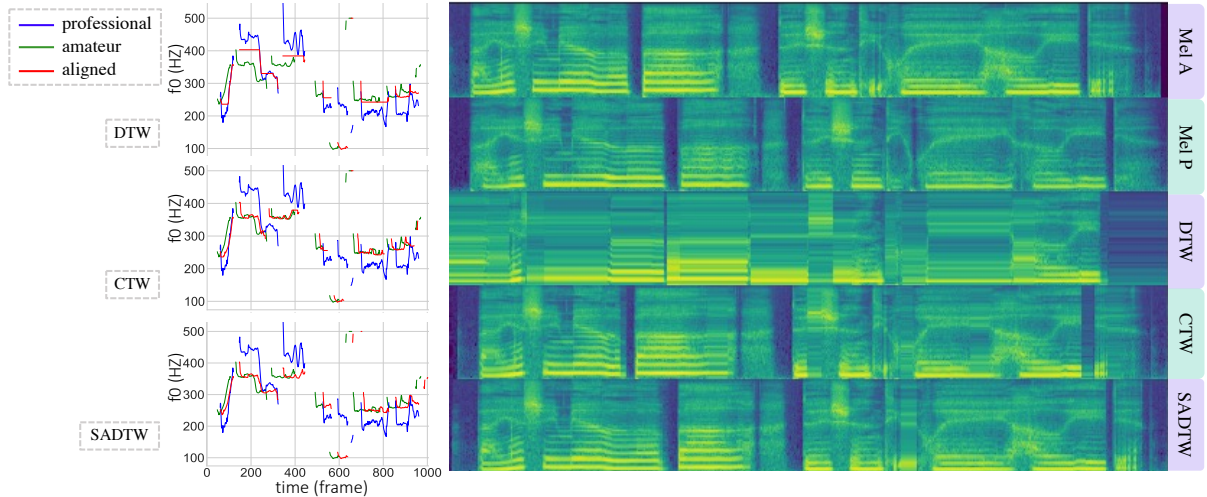 professional
amateur
aligned
DTW
CTW
SADTW
f0 (HZ)
500
400
300
200
100
f0 (HZ)
500
400
300
200
100
f0 (HZ)
500
400
300
200
100
0 200 400 600 800 1000
time (frame)
Mel A
Mel P
DTW
CTW
SADTW